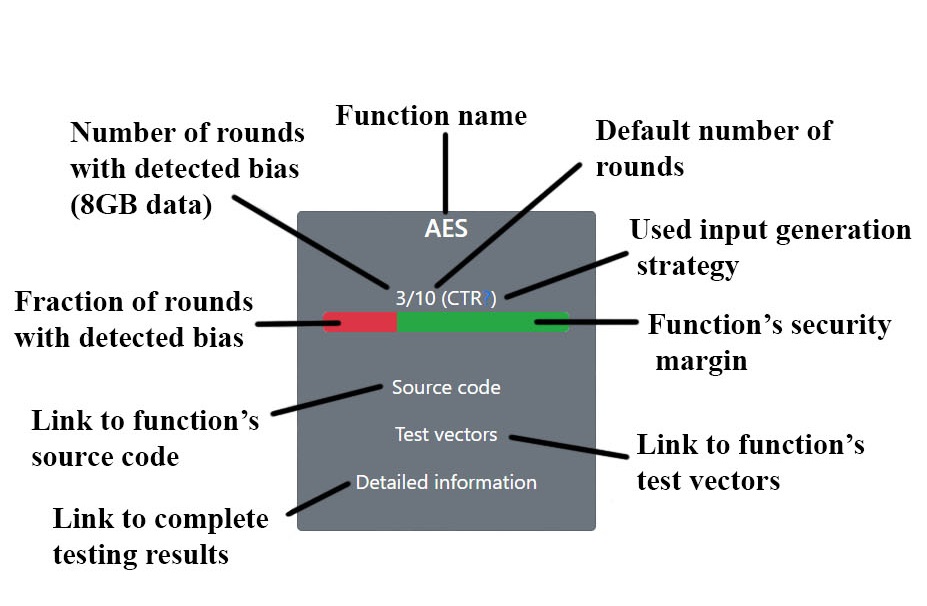 Function name
Number of rounds
with detected bias
(8GB data)
Default number of
rounds
AES
Used input generation
strategy
3/10 (CTR?)
Fraction of rounds
with detected bias
Function’s security
margin
Source code
Link to function’s
source code
Test vectors
Link to function’s
test vectors
Detailed information
Link to complete
testing results